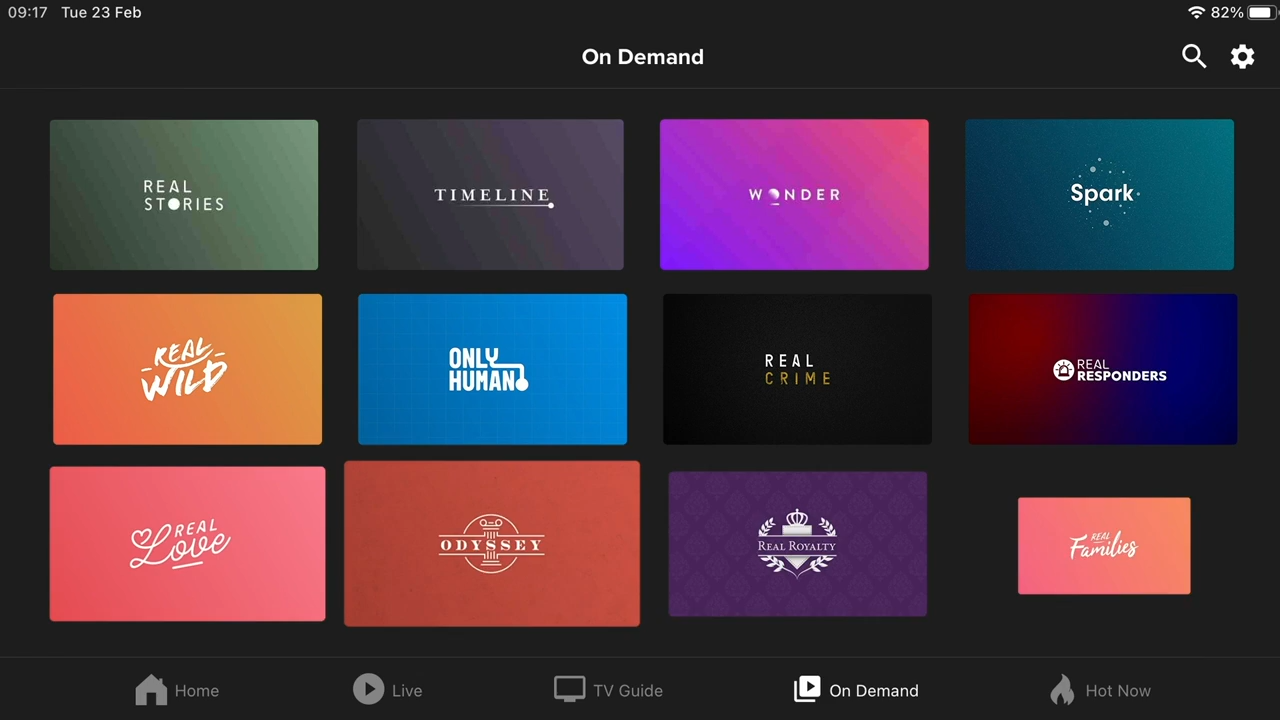 09:17 Tue 23 Feb
82%
On Demand
REAL
STORIES
TIMELINE
WONDER
Spark
REAL
WILD
ONLY
HUMAN
REAL
CRIME
REAL
RESPONDERS
REAL
Love
ODYSSEY
REAL ROYALTY
REAL
Families
Home
Live
TV Guide
On Demand
Hot Now